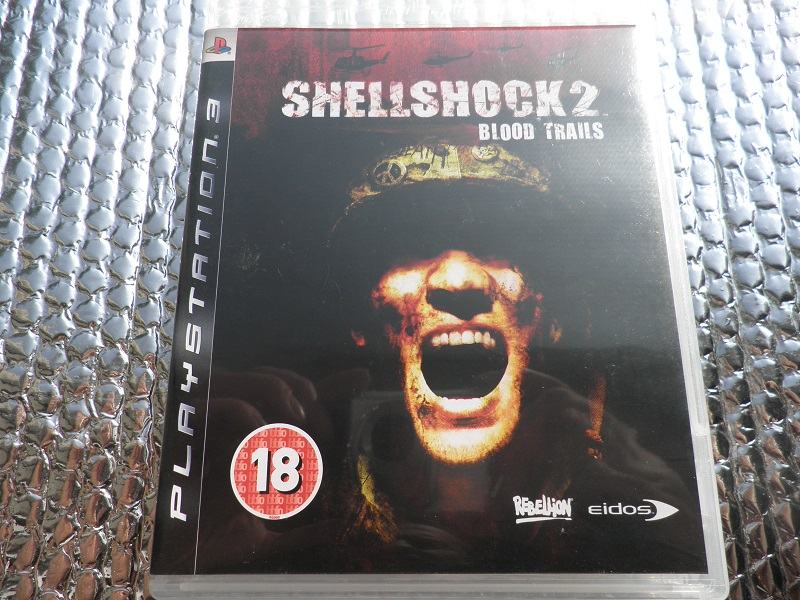 PLAYSTATION 3
SHELLSHOCK 2
BLOOD TRAILS
18
REBELLION
eidos